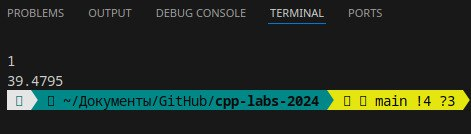 PROBLEMS OUTPUT DEBUG CONSOLE TERMINAL PORTS
1
39.4795
~/Документы/GitHub/cpp-labs-2024 main !4 ?3